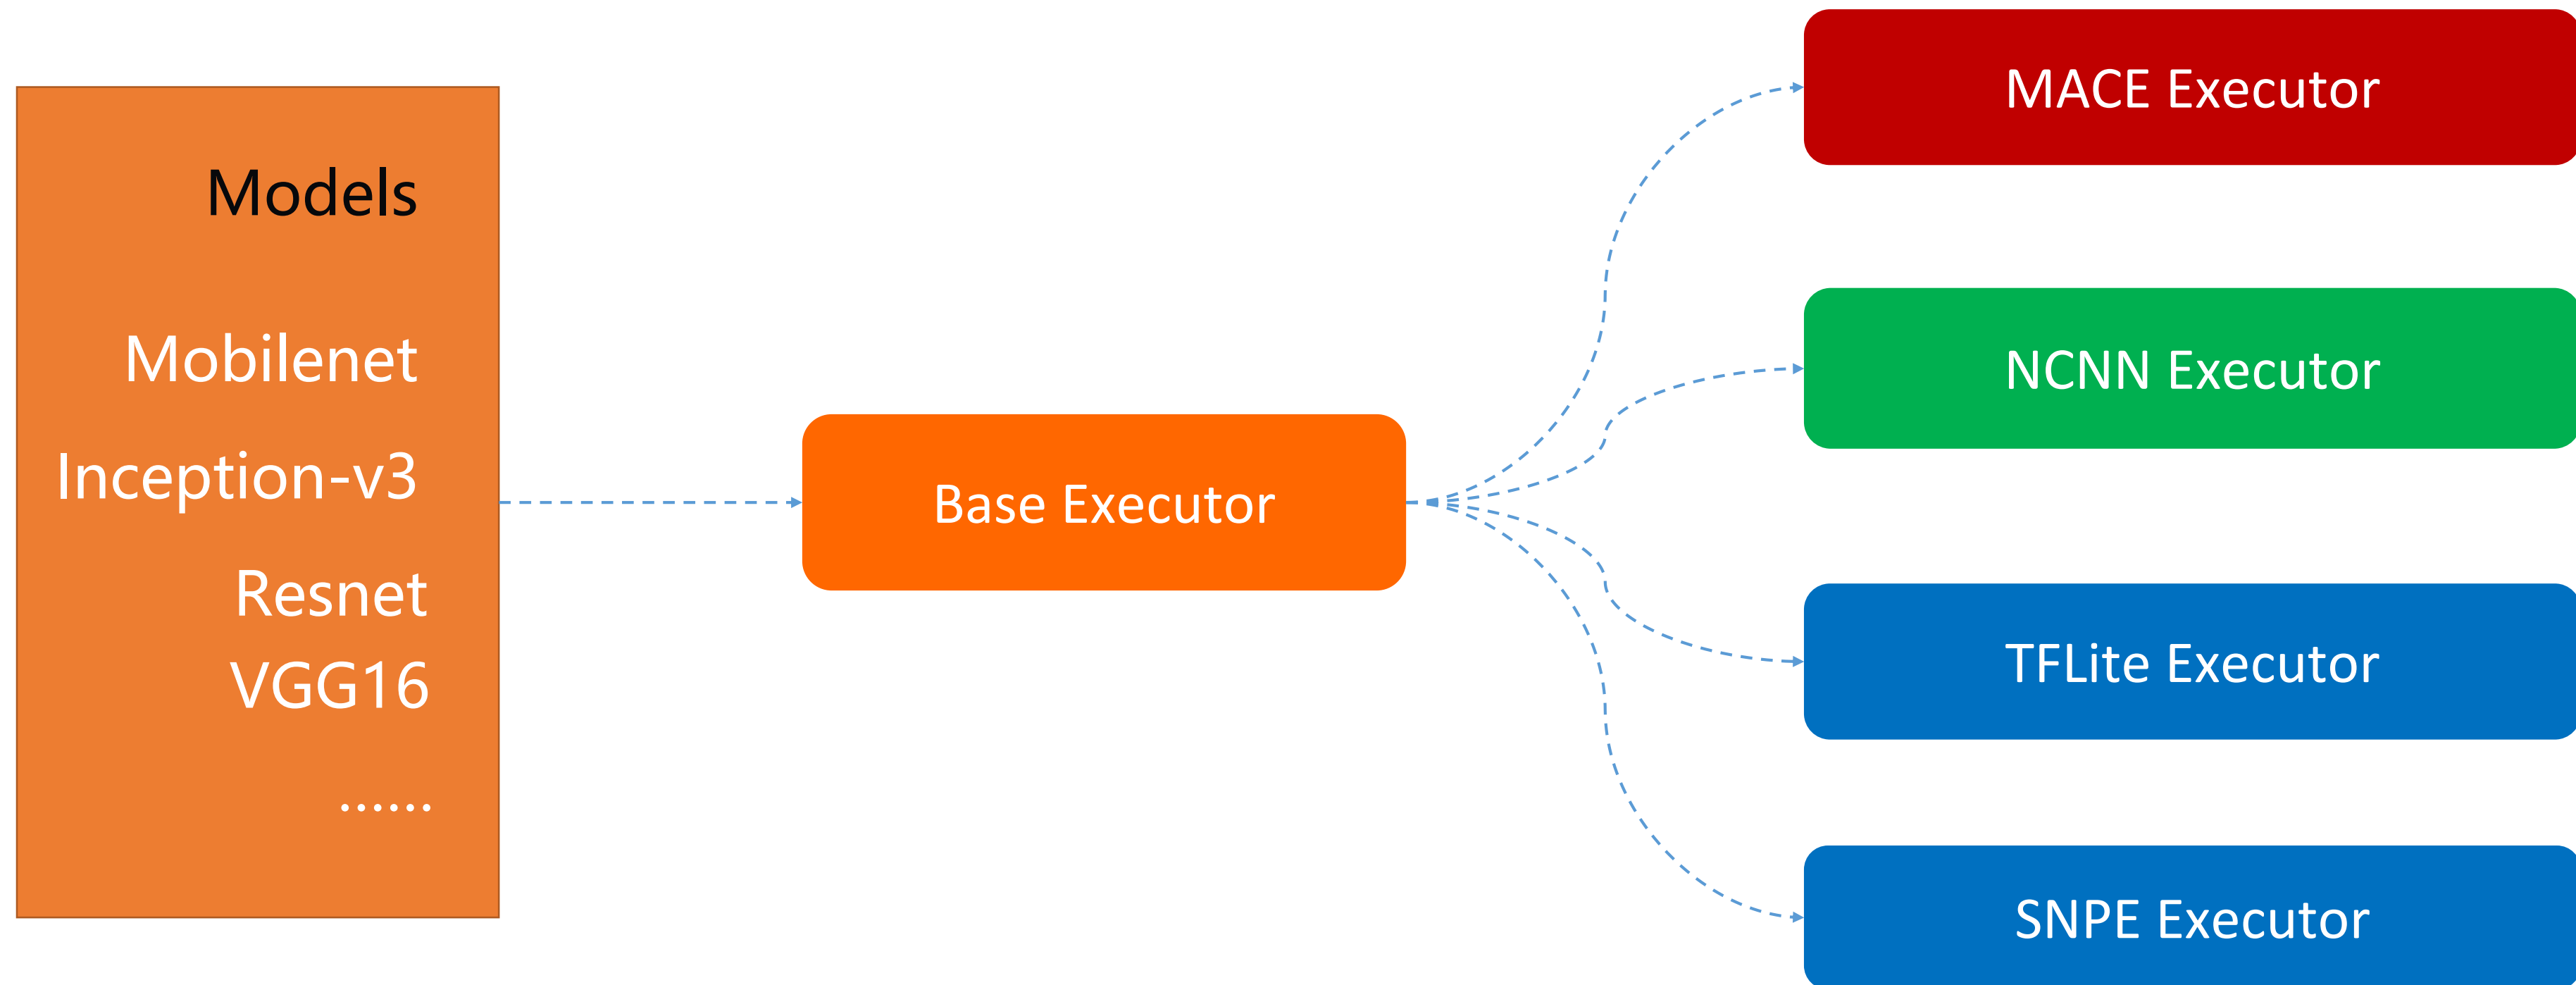 Models
Mobilenet
Inception-v3
Resnet
VGG16
......
Base Executor
MACE Executor
NCNN Executor
TFLite Executor
SNPE Executor